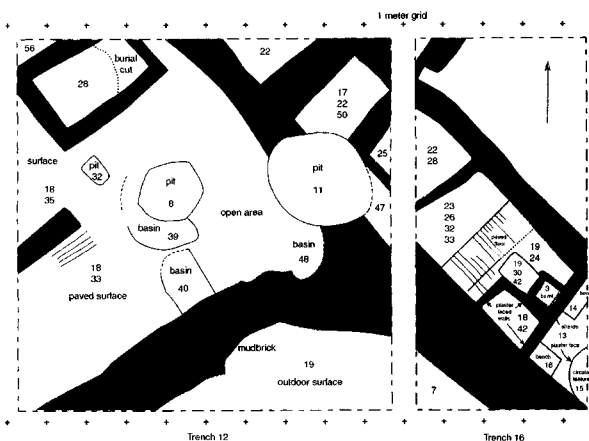 1 meter grid
56
burial
cut
28
22
17
22
50
25
surface
18
35
pit
32
pit
8
pit
11
47
open area
basin
39
basin
48
basin
40
18
33
paved surface
mudbrick
19
outdoor surface
22
28
23
26
32
33
paved
floor
19
24
19
30
42
3
14
plaster
faced
walls
18
42
sherds
13
plaster face
bench
16
15
7
Trench 12
Trench 16